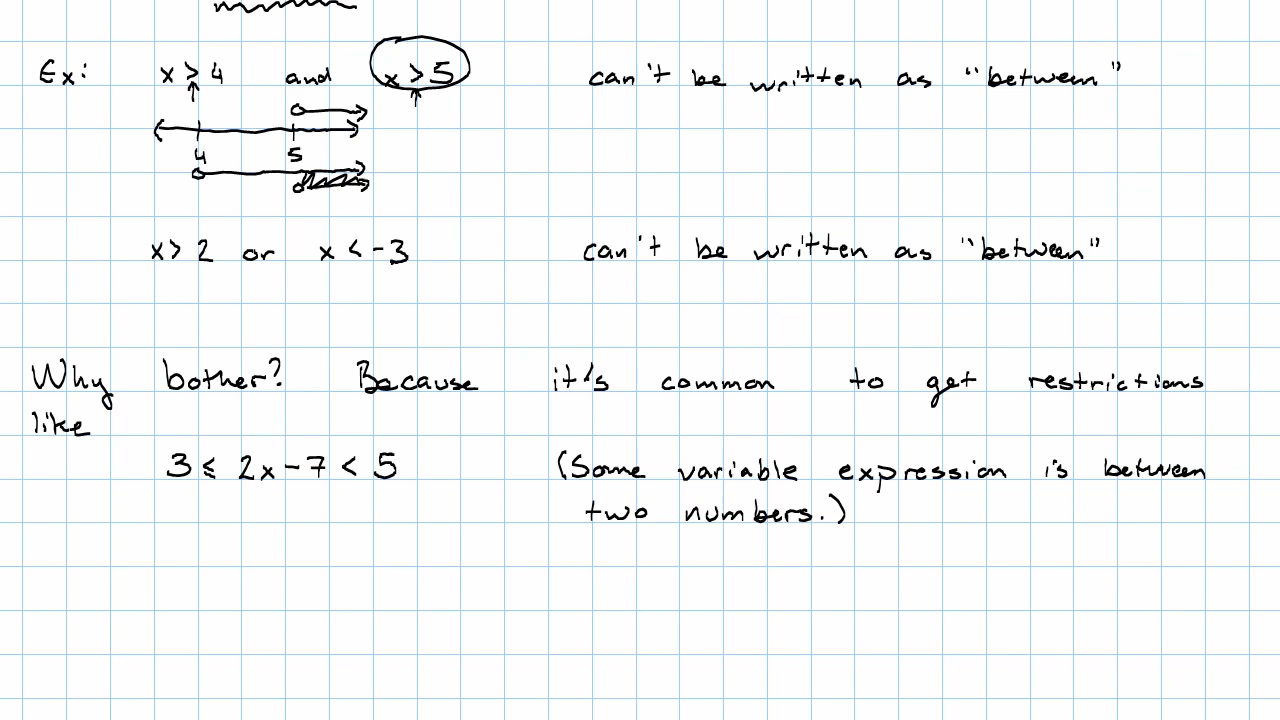 Ex: x > 4 and x > 5 can't be written as "between"
4 5
x > 2 or x < -3 can't be written as "between"
Why bother? Because it's common to get restrictions
like
3 ≤ 2x - 7 < 5 (Some variable expression is between
two numbers.)